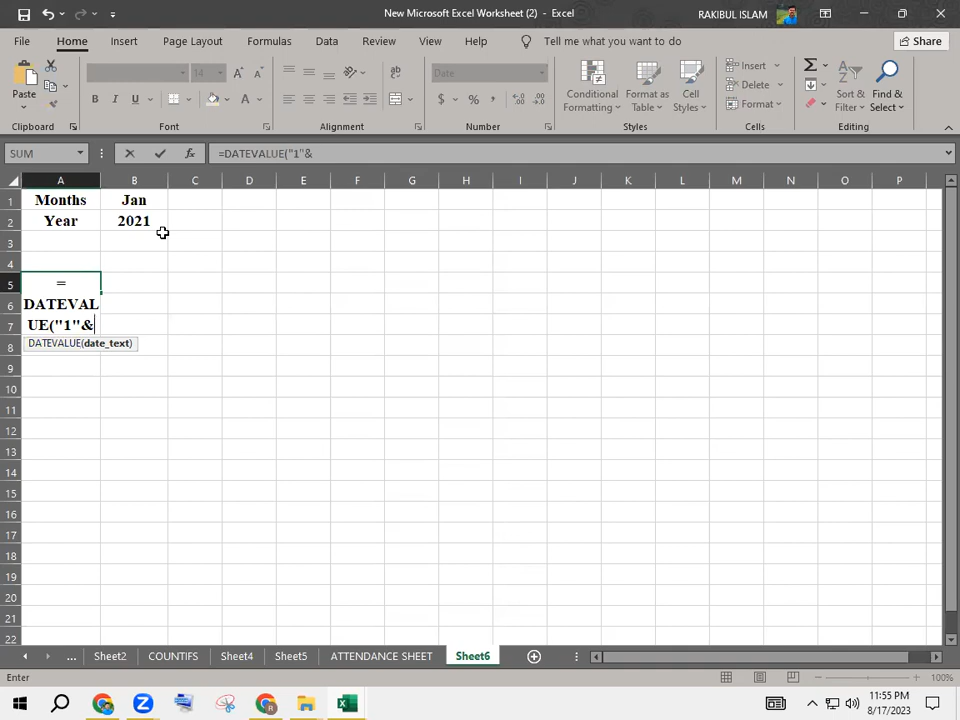 New Microsoft Excel Worksheet (2) - Excel
RAKIBUL ISLAM
File Home Insert Page Layout Formulas Data Review View Help Tell me what you want to do Share
Paste
14
Date
Conditional Formatting
Format as Table
Cell Styles
Insert
Delete
Format
Sort & Filter
Find & Select
Clipboard Font Alignment Number Styles Cells Editing
SUM =DATEVALUE("1"&
A B C D E F G H I J K L M N O P
1 Months Jan
2 Year 2021
3
4
5 =
6 DATEVAL
7 UE("1"&
8 DATEVALUE(date_text)
9
10
11
12
13
14
15
16
17
18
19
20
21
22
... Sheet2 COUNTIFS Sheet4 Sheet5 ATTENDANCE SHEET Sheet6
Enter 100%
11:55 PM
8/17/2023